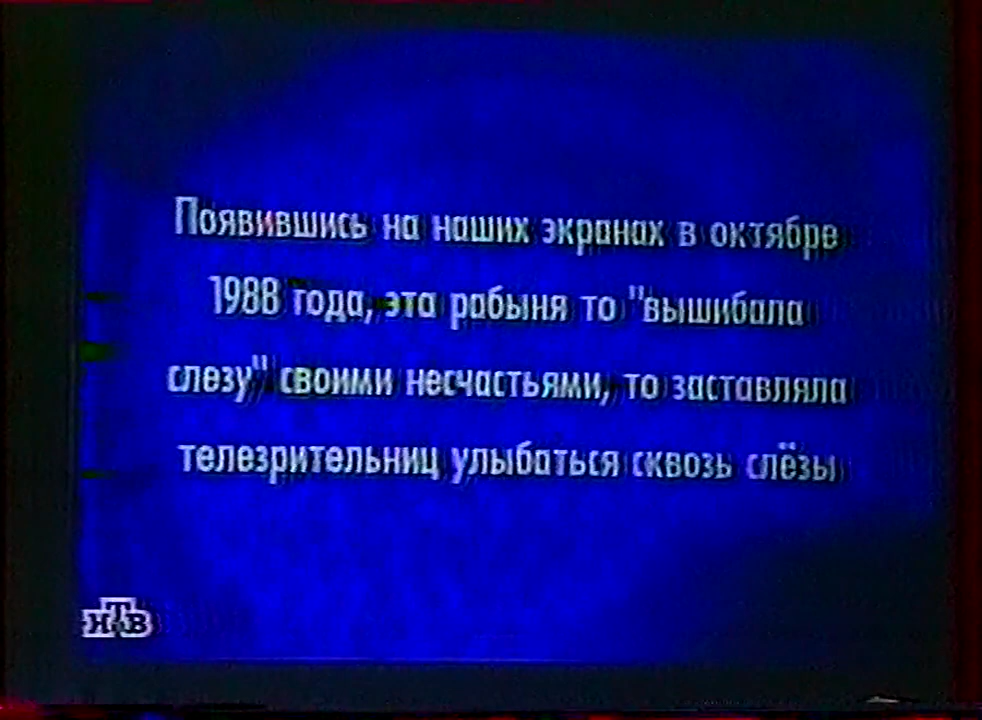 Появившись на наших экранах в октябре
1988 года, эта рабыня то "вышибала
слезу" своими несчастьями, то заставляла
телезрительниц улыбаться сквозь слёзы
НТВ